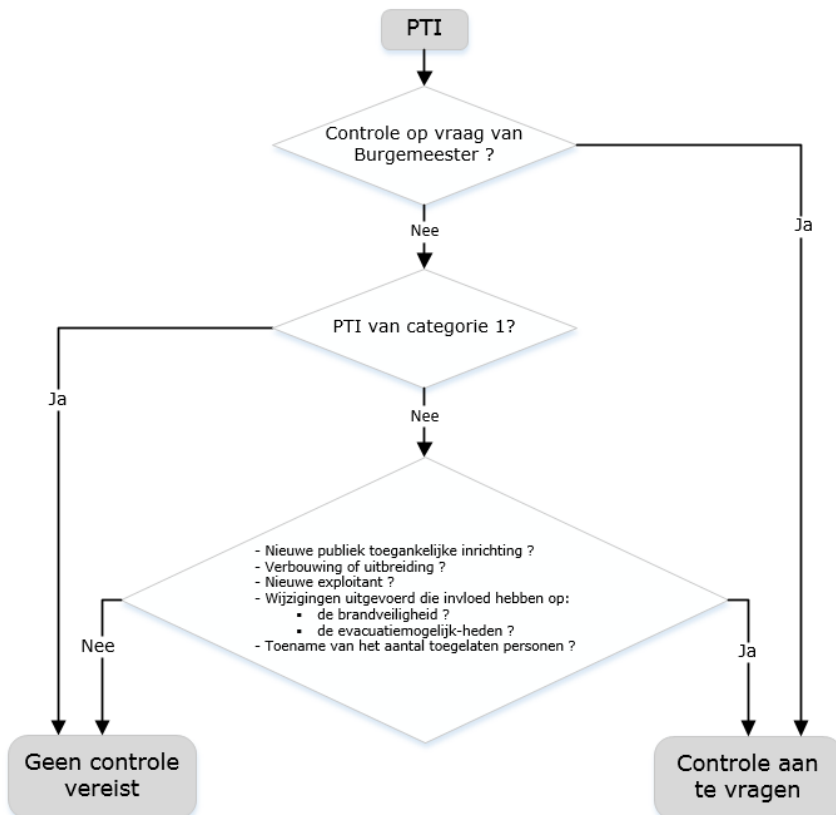 PTI
Controle op vraag van
Burgemeester ?
Ja
Nee
PTI van categorie 1?
Ja
Nee
- Nieuwe publiek toegankelijke inrichting ?
- Verbouwing of uitbreiding ?
- Nieuwe exploitant ?
- Wijzigingen uitgevoerd die invloed hebben op:
▪ de brandveiligheid ?
▪ de evacuatiemogelijk-heden ?
- Toename van het aantal toegelaten personen ?
Nee
Ja
Geen controle
vereist
Controle aan
te vragen